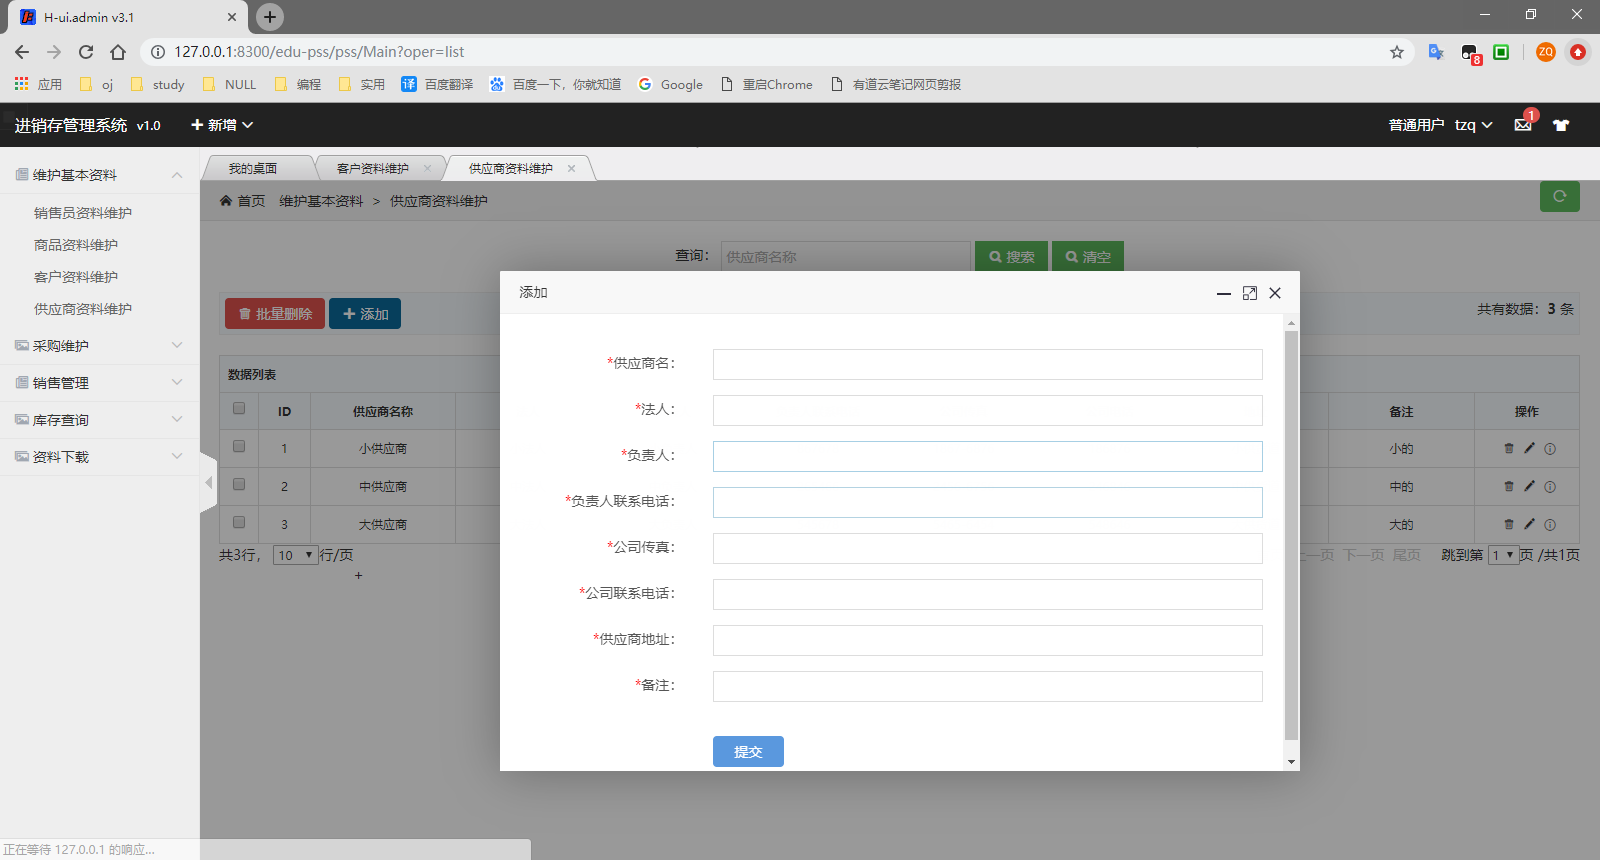 H-ui.admin v3.1
127.0.0.1:8300/edu-pss/pss/Main?oper=list
8
ZQ
应用 oj study NULL 编程 实用 译 百度翻译 百度一下，你就知道 Google 重启Chrome 有道云笔记网页剪报
进销存管理系统 v1.0 新增 普通用户 tzq 1
维护基本资料
销售员资料维护
商品资料维护
客户资料维护
供应商资料维护
采购维护
销售管理
库存查询
资料下载
我的桌面 客户资料维护 供应商资料维护
首页 维护基本资料 > 供应商资料维护
查询： 供应商名称 搜索 清空
批量删除 添加 共有数据：3 条
数据列表
ID 供应商名称 备注 操作
1 小供应商 小的
2 中供应商 中的
3 大供应商 大的
共3行， 10 行/页 上一页 下一页 尾页 跳到第 1 页 /共1页
+
添加
*供应商名：
*法人：
*负责人：
*负责人联系电话：
*公司传真：
*公司联系电话：
*供应商地址：
*备注：
提交
正在等待 127.0.0.1 的响应...